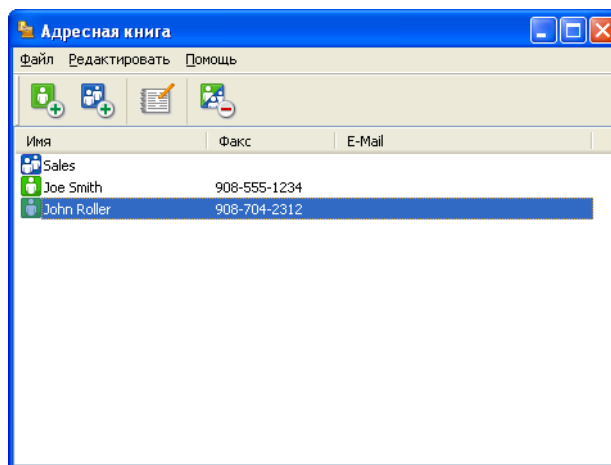 Адресная книга
Файл Редактировать Помощь
Имя Факс E-Mail
Sales
Joe Smith 908-555-1234
John Roller 908-704-2312